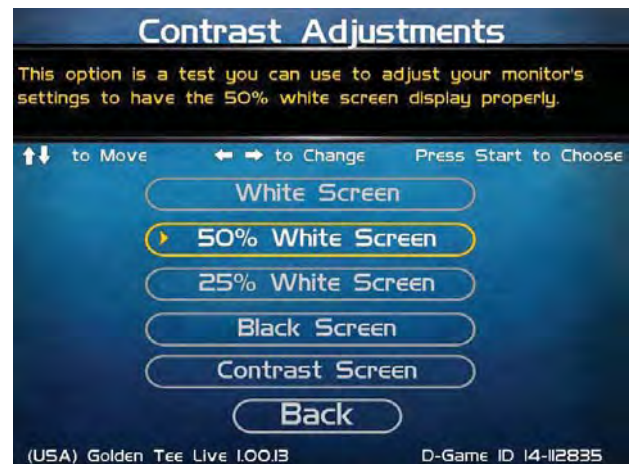 Contrast Adjustments
This option is a test you can use to adjust your monitor's
settings to have the 50% white screen display properly.
to Move to Change Press Start to Choose
White Screen
50% White Screen
25% White Screen
Black Screen
Contrast Screen
Back
(USA) Golden Tee Live 1.00.13 D-Game ID 14-112835